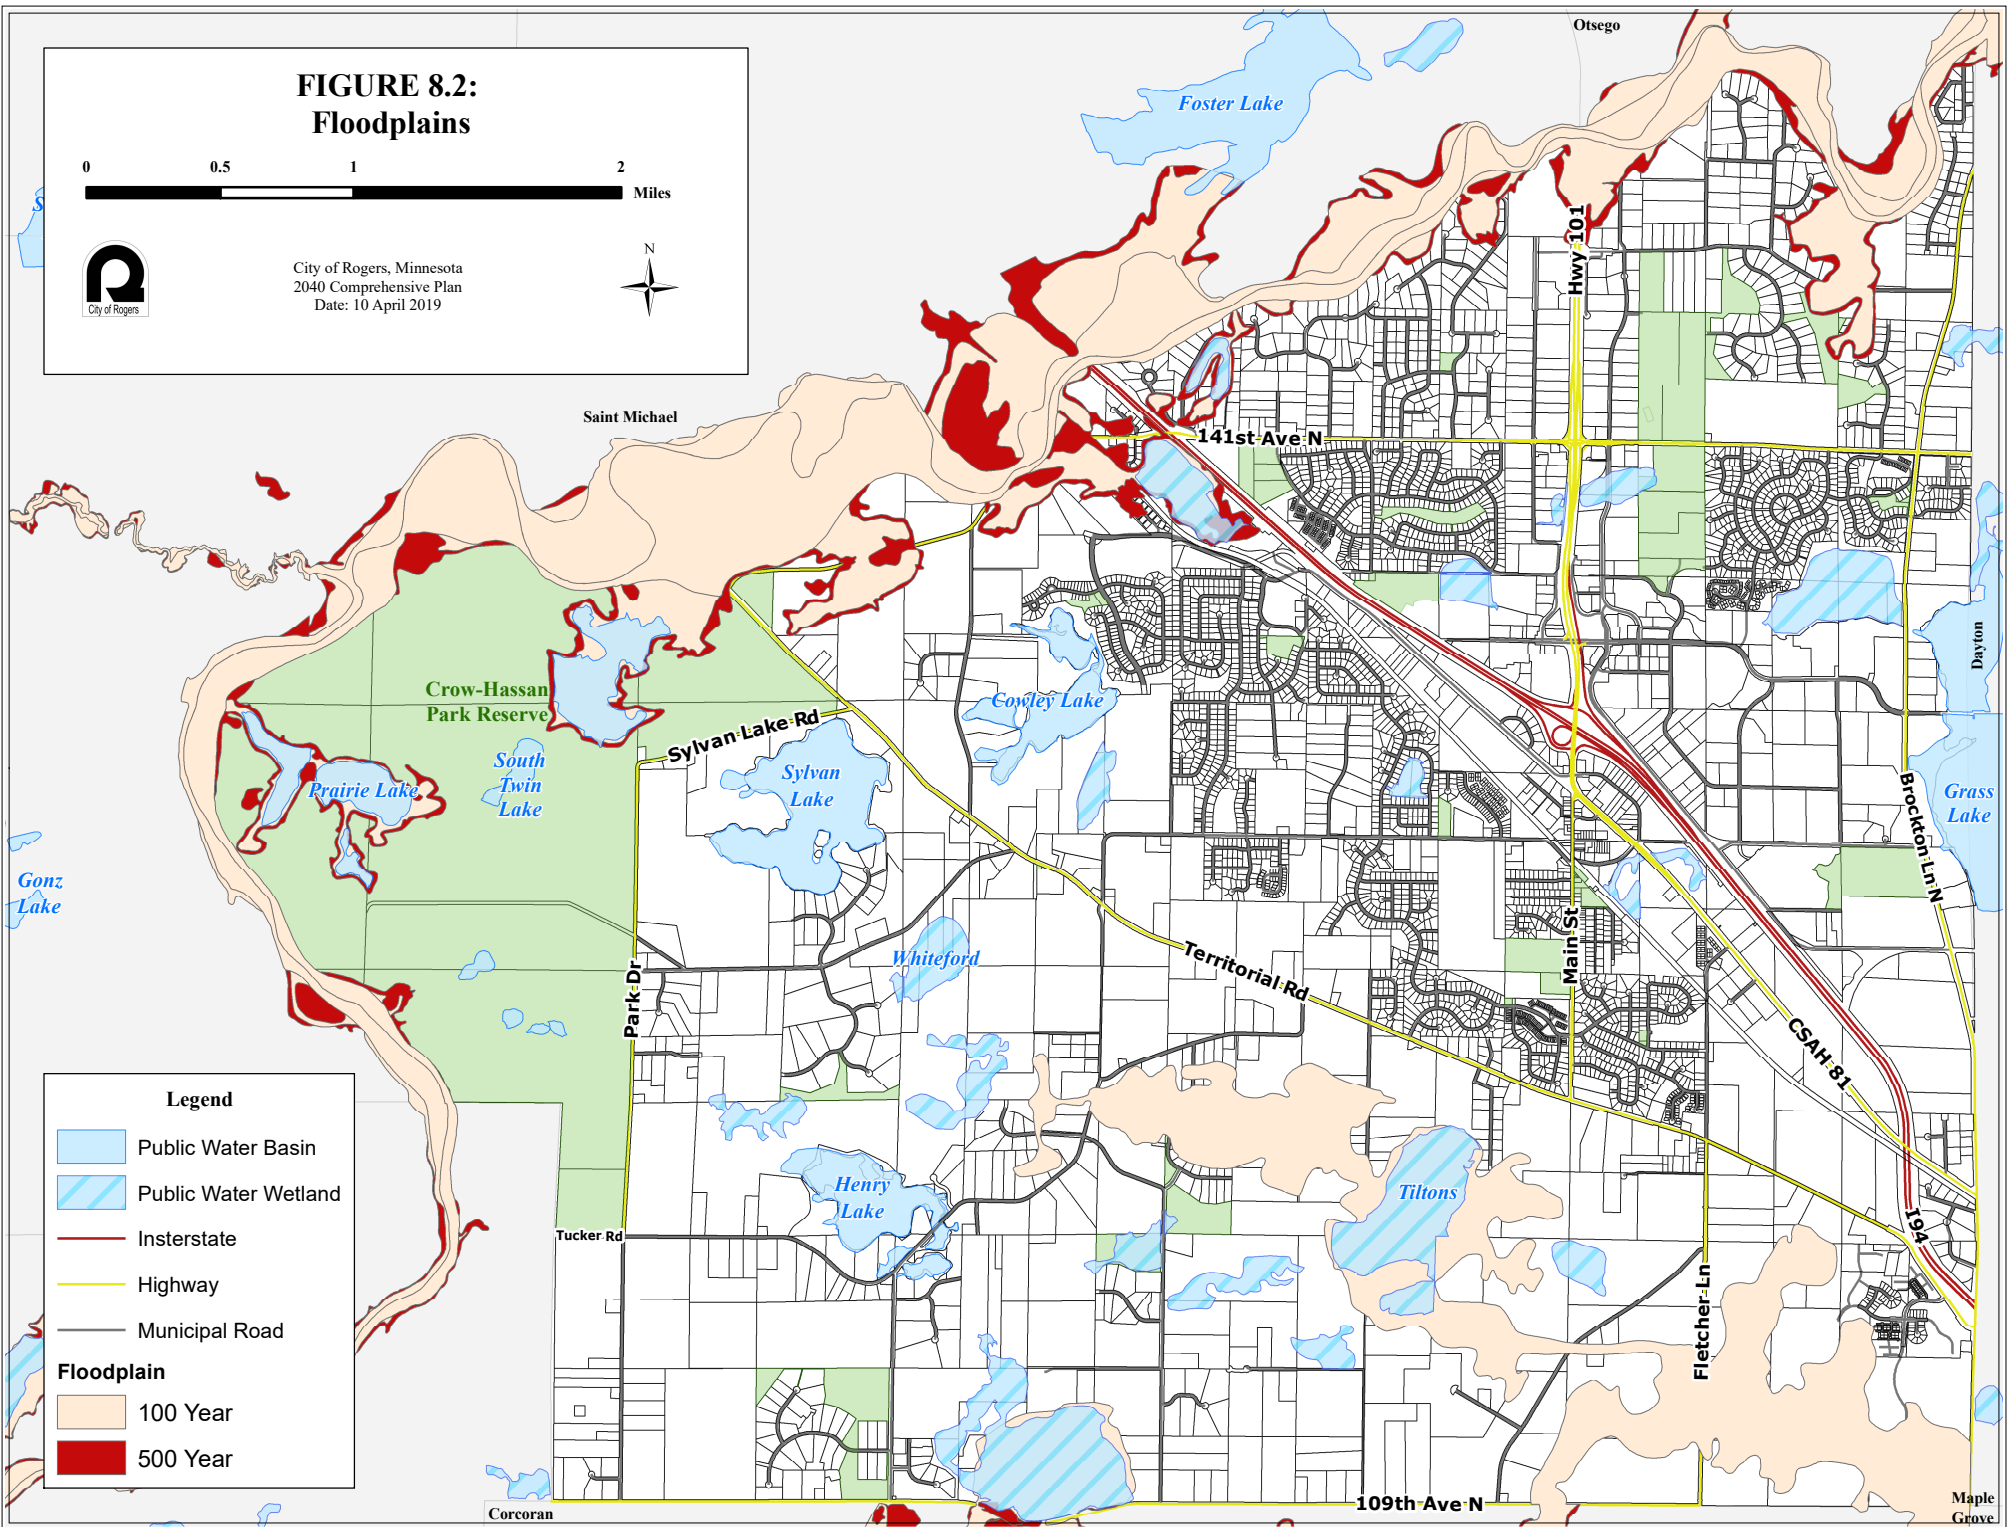 FIGURE 8.2:
Floodplains
0 0.5 1 2
Miles
City of Rogers
City of Rogers, Minnesota
2040 Comprehensive Plan
Date: 10 April 2019
N
Otsego
Foster Lake
S
Hwy 101
Saint Michael
141st Ave N
Dayton
Crow-Hassan
Park Reserve
Cowley Lake
Sylvan Lake Rd
South
Twin
Lake
Prairie Lake
Sylvan
Lake
Grass
Lake
Brockton Ln N
Gonz
Lake
Whiteford
Main St
Territorial Rd
Park Dr
CSAH 81
Henry
Lake
Tiltons
Tucker Rd
I94
Fletcher Ln
Legend
Public Water Basin
Public Water Wetland
Insterstate
Highway
Municipal Road
Floodplain
100 Year
500 Year
109th Ave N
Corcoran
Maple
Grove